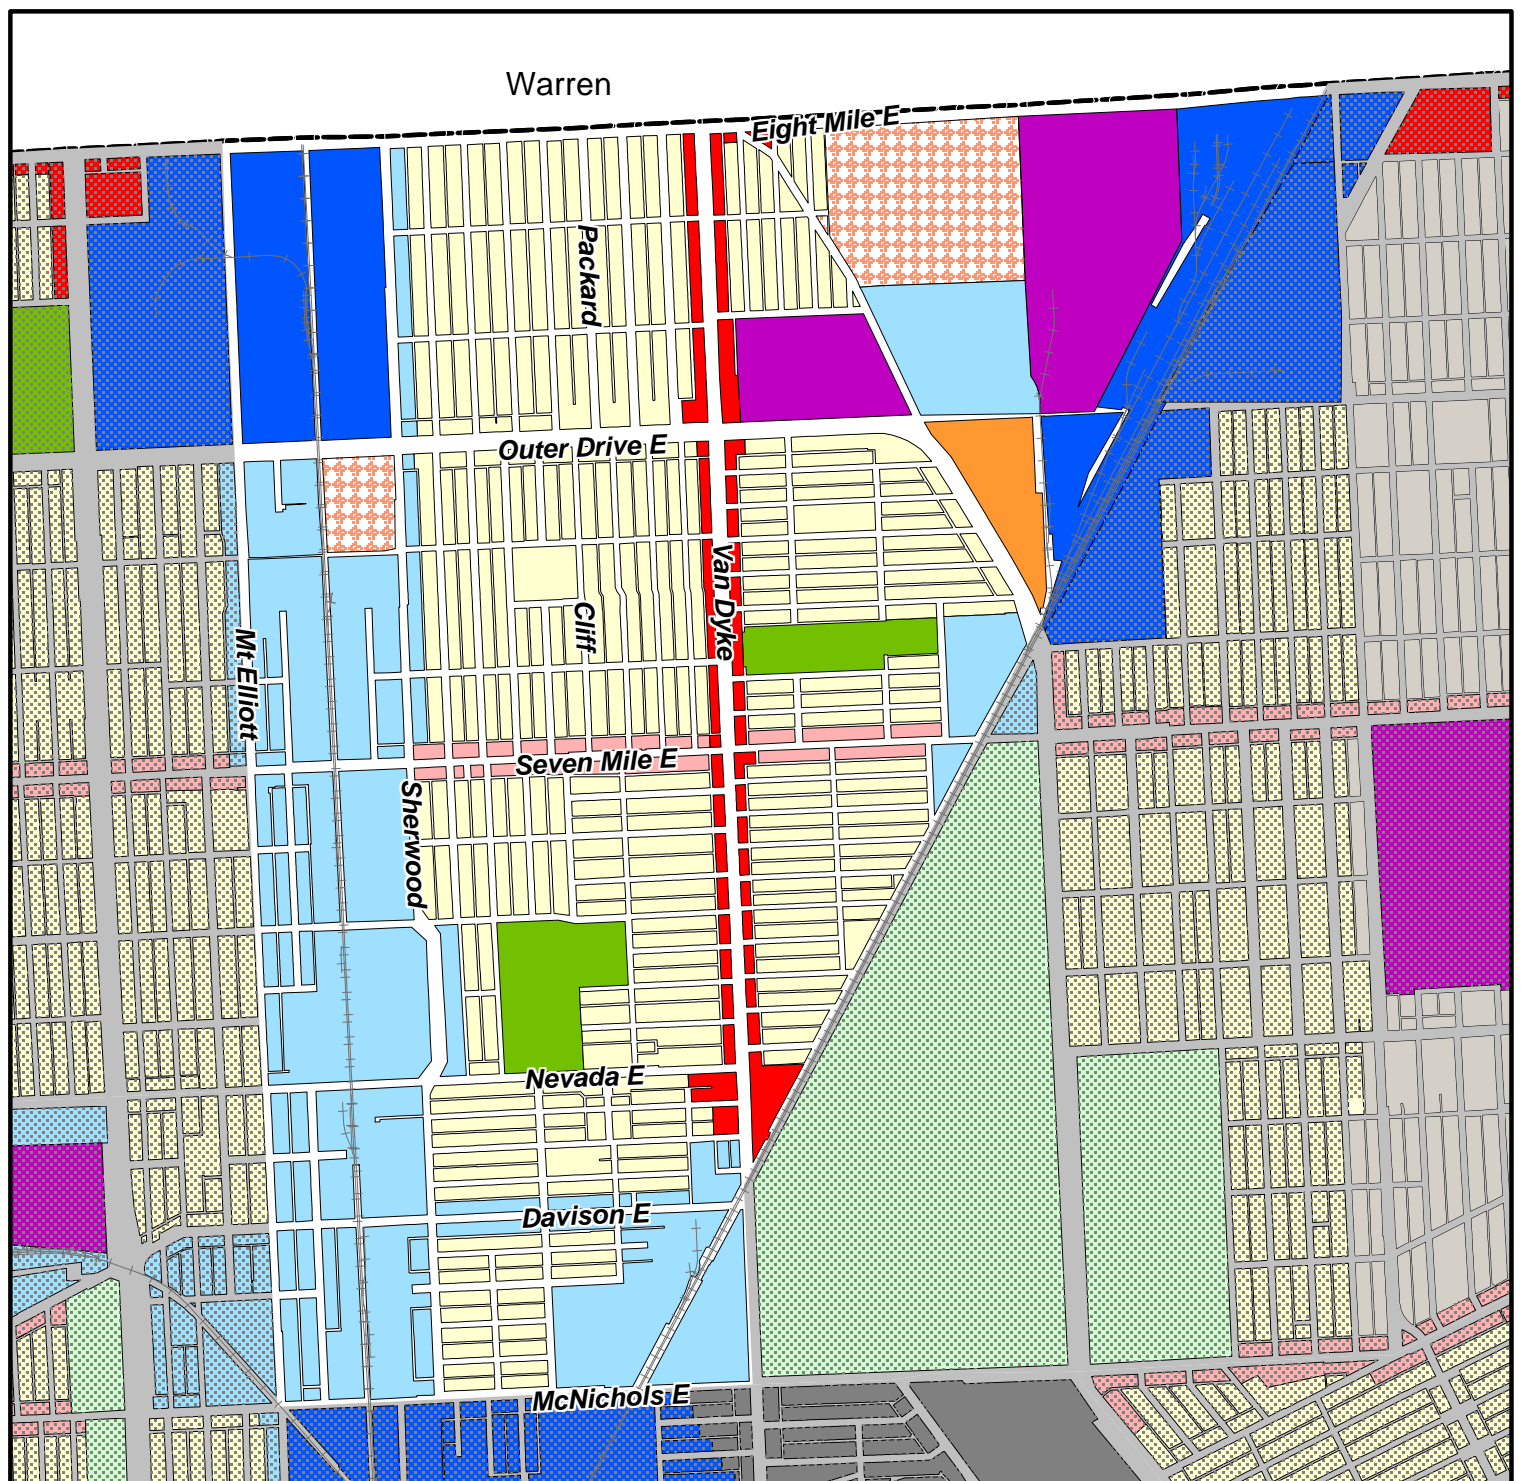 Warren
Eight Mile E
Packard
Outer Drive E
Van Dyke
Cliff
Mt Elliott
Seven Mile E
Sherwood
Nevada E
Davison E
McNichols E